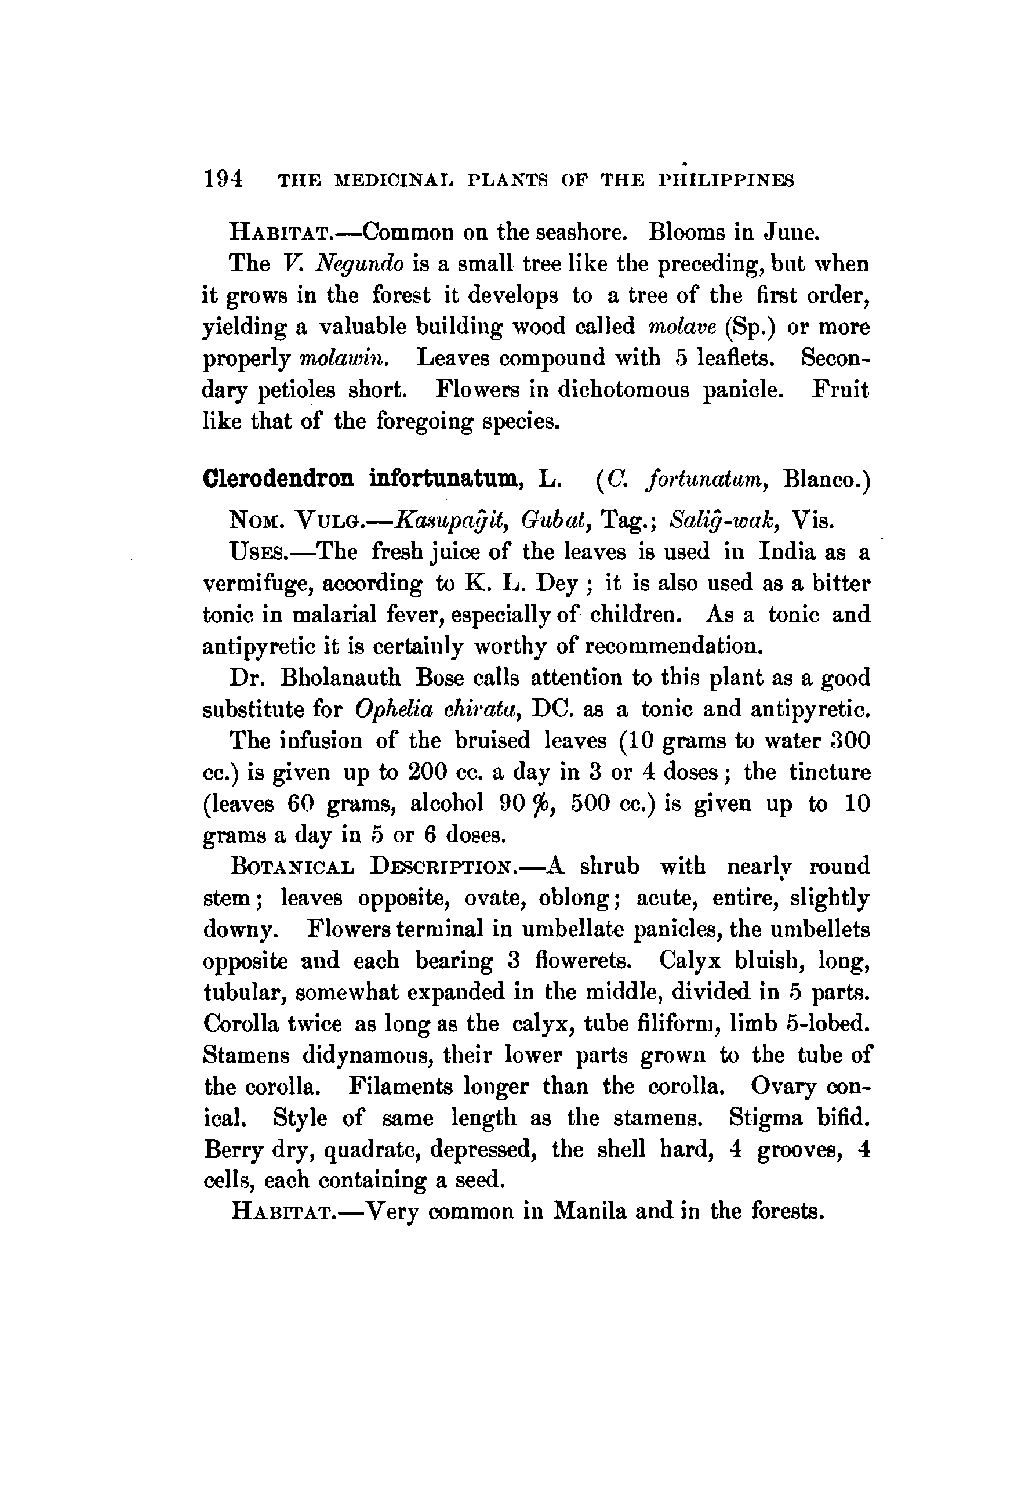 194 THE MEDICINAL PLANTS OF THE PHILIPPINES
HABITAT.—Common on the seashore. Blooms in June.
The V. Negundo is a small tree like the preceding, but when
it grows in the forest it develops to a tree of the first order,
yielding a valuable building wood called molave (Sp.) or more
properly molawin. Leaves compound with 5 leaflets. Secon-
dary petioles short. Flowers in dichotomous panicle. Fruit
like that of the foregoing species.
Clerodendron infortunatum, L. (C. fortunatum, Blanco.)
NOM. VULG.—Kasupag̃it, Gubat, Tag.; Salig̃-wak, Vis.
USES.—The fresh juice of the leaves is used in India as a
vermifuge, according to K. L. Dey ; it is also used as a bitter
tonic in malarial fever, especially of children. As a tonic and
antipyretic it is certainly worthy of recommendation.
Dr. Bholanauth Bose calls attention to this plant as a good
substitute for Ophelia chirata, DC. as a tonic and antipyretic.
The infusion of the bruised leaves (10 grams to water 300
cc.) is given up to 200 cc. a day in 3 or 4 doses; the tincture
(leaves 60 grams, alcohol 90 %, 500 cc.) is given up to 10
grams a day in 5 or 6 doses.
BOTANICAL DESCRIPTION.—A shrub with nearly round
stem; leaves opposite, ovate, oblong; acute, entire, slightly
downy. Flowers terminal in umbellate panicles, the umbellets
opposite and each bearing 3 flowerets. Calyx bluish, long,
tubular, somewhat expanded in the middle, divided in 5 parts.
Corolla twice as long as the calyx, tube filiform, limb 5-lobed.
Stamens didynamous, their lower parts grown to the tube of
the corolla. Filaments longer than the corolla. Ovary con-
ical. Style of same length as the stamens. Stigma bifid.
Berry dry, quadrate, depressed, the shell hard, 4 grooves, 4
cells, each containing a seed.
HABITAT.—Very common in Manila and in the forests.